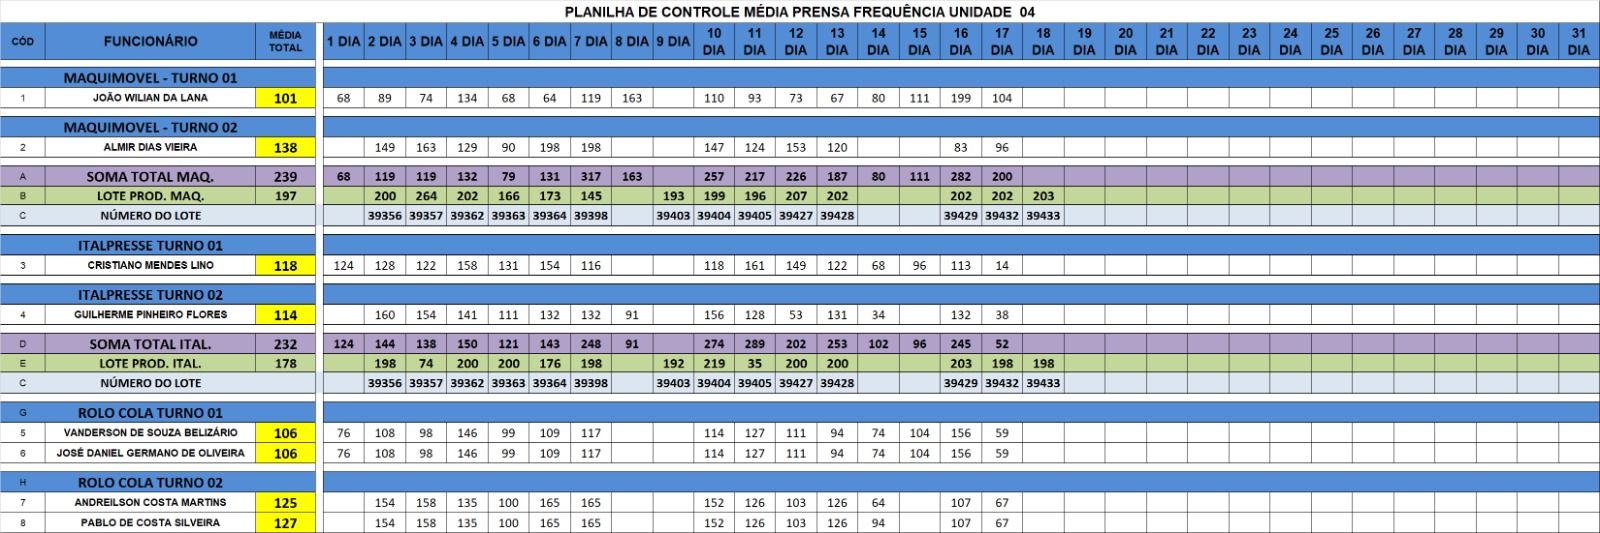 PLANILHA DE CONTROLE MÉDIA PRENSA FREQUÊNCIA UNIDADE 04
CÓD FUNCIONÁRIO MÉDIA TOTAL 1 DIA 2 DIA 3 DIA 4 DIA 5 DIA 6 DIA 7 DIA 8 DIA 9 DIA 10 DIA 11 DIA 12 DIA 13 DIA 14 DIA 15 DIA 16 DIA 17 DIA 18 DIA 19 DIA 20 DIA 21 DIA 22 DIA 23 DIA 24 DIA 25 DIA 26 DIA 27 DIA 28 DIA 29 DIA 30 DIA 31 DIA
MAQUIMOVEL - TURNO 01
1 JOÃO WILIAN DA LANA 101 68 89 74 134 68 64 119 163 110 93 73 67 80 111 199 104
MAQUIMOVEL - TURNO 02
2 ALMIR DIAS VIEIRA 138 149 163 129 90 198 198 147 124 153 120 83 96
A SOMA TOTAL MAQ. 239 68 119 119 132 79 131 317 163 257 217 226 187 80 111 282 200
B LOTE PROD. MAQ. 197 200 264 202 166 173 145 193 199 196 207 202 202 202 203
C NÚMERO DO LOTE 39356 39357 39362 39363 39364 39398 39403 39404 39405 39427 39428 39429 39432 39433
ITALPRESSE TURNO 01
3 CRISTIANO MENDES LINO 118 124 128 122 158 131 154 116 118 161 149 122 68 96 113 14
ITALPRESSE TURNO 02
4 GUILHERME PINHEIRO FLORES 114 160 154 141 111 132 132 91 156 128 53 131 34 132 38
D SOMA TOTAL ITAL. 232 124 144 138 150 121 143 248 91 274 289 202 253 102 96 245 52
E LOTE PROD. ITAL. 178 198 74 200 200 176 198 192 219 35 200 200 203 198 198
C NÚMERO DO LOTE 39356 39357 39362 39363 39364 39398 39403 39404 39405 39427 39428 39429 39432 39433
G ROLO COLA TURNO 01
5 VANDERSON DE SOUZA BELIZÁRIO 106 76 108 98 146 99 109 117 114 127 111 94 74 104 156 59
6 JOSÉ DANIEL GERMANO DE OLIVEIRA 106 76 108 98 146 99 109 117 114 127 111 94 74 104 156 59
H ROLO COLA TURNO 02
7 ANDREILSON COSTA MARTINS 125 154 158 135 100 165 165 152 126 103 126 64 107 67
8 PABLO DE COSTA SILVEIRA 127 154 158 135 100 165 165 152 126 103 126 94 107 67